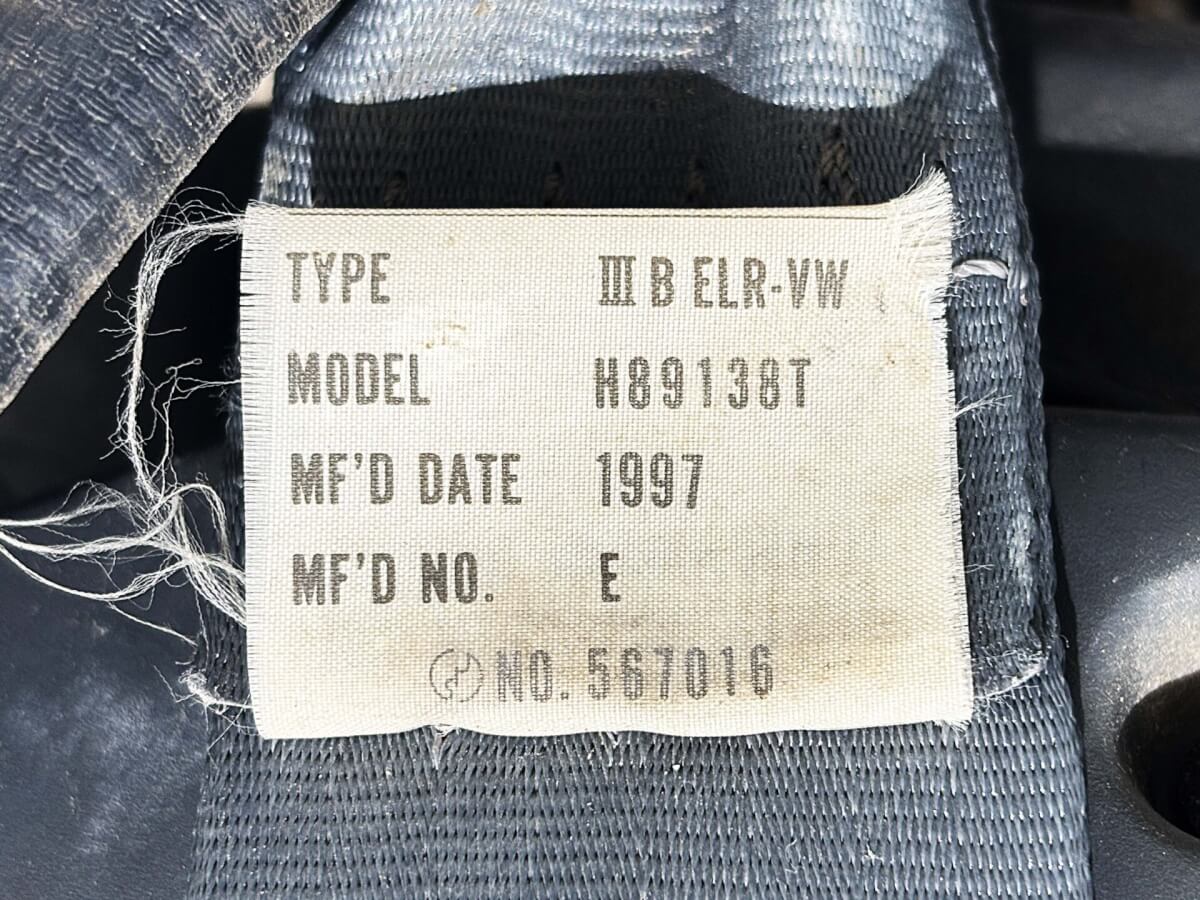 TYPE III B ELR-VW
MODEL H89138T
MF'D DATE 1997
MF'D NO. E
NO. 567016